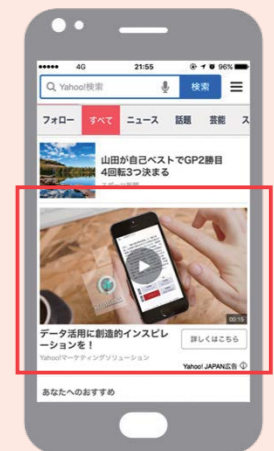 4G 21:55 96%
Yahoo!検索 検索
フォロー すべて ニュース 話題 芸能 ス
山田が自己ベストでGP2勝目
4回転3つ決まる
00:15
データ活用に創造的インスピレ
ーションを！
詳しくはこちら
Yahoo!マーケティングソリューション
Yahoo! JAPAN広告
あなたへのおすすめ